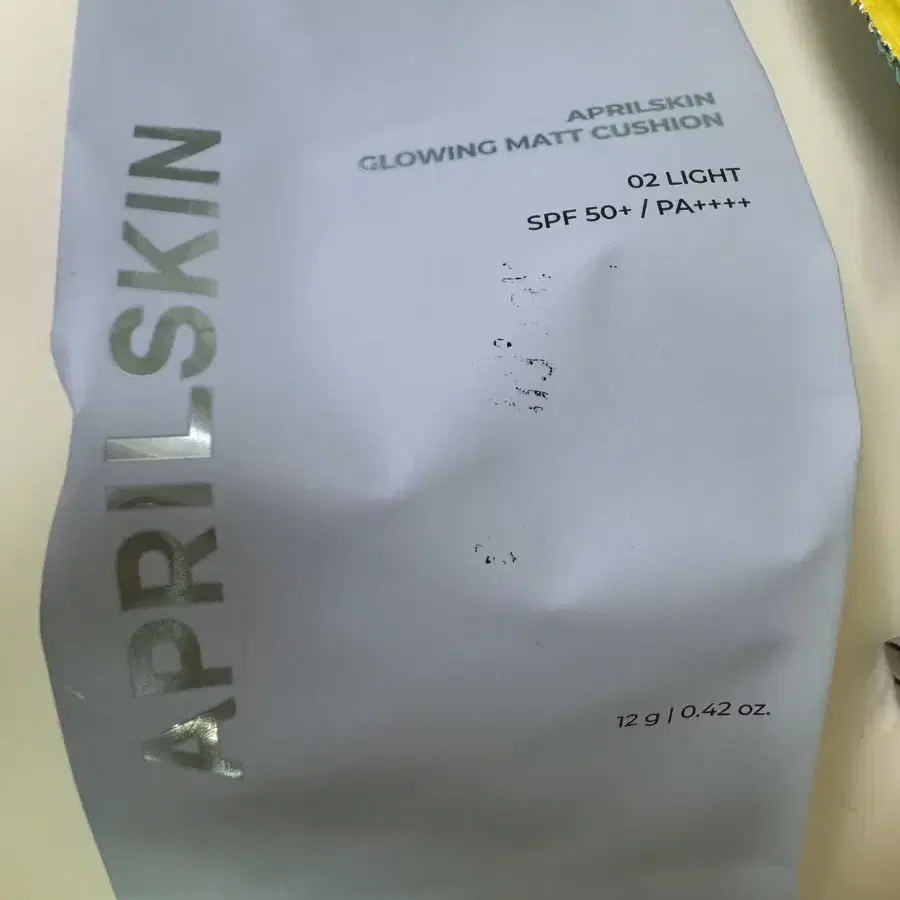 APRILSKIN
APRILSKIN
GLOWING MATT CUSHION
02 LIGHT
SPF 50+ / PA++++
12 g | 0.42 oz.